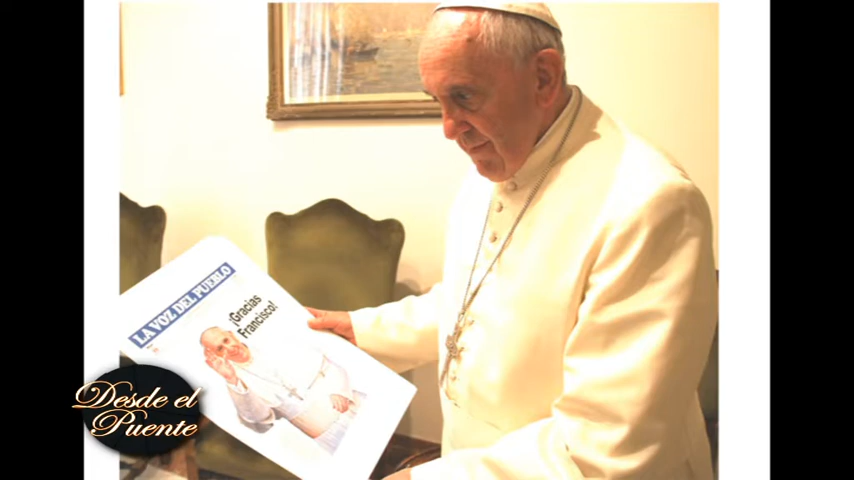 LA VOZ DEL PUEBLO
¡Gracias
Francisco!
Desde el
Puente